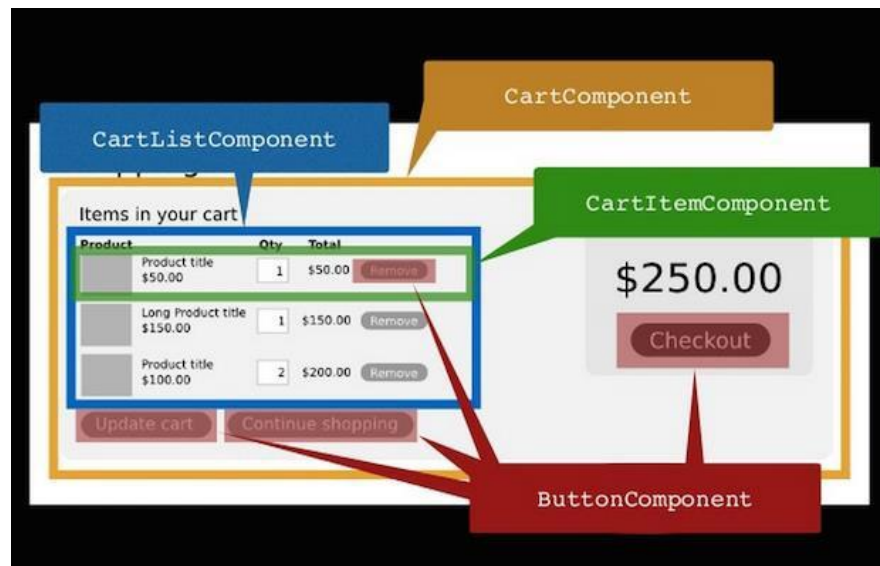 CartComponent
CartListComponent
CartItemComponent
Items in your cart
Product Qty Total
Product title
$50.00
1 $50.00 Remove
Long Product title
$150.00
1 $150.00 Remove
Product title
$100.00
2 $200.00 Remove
$250.00
Checkout
Update cart Continue shopping
ButtonComponent